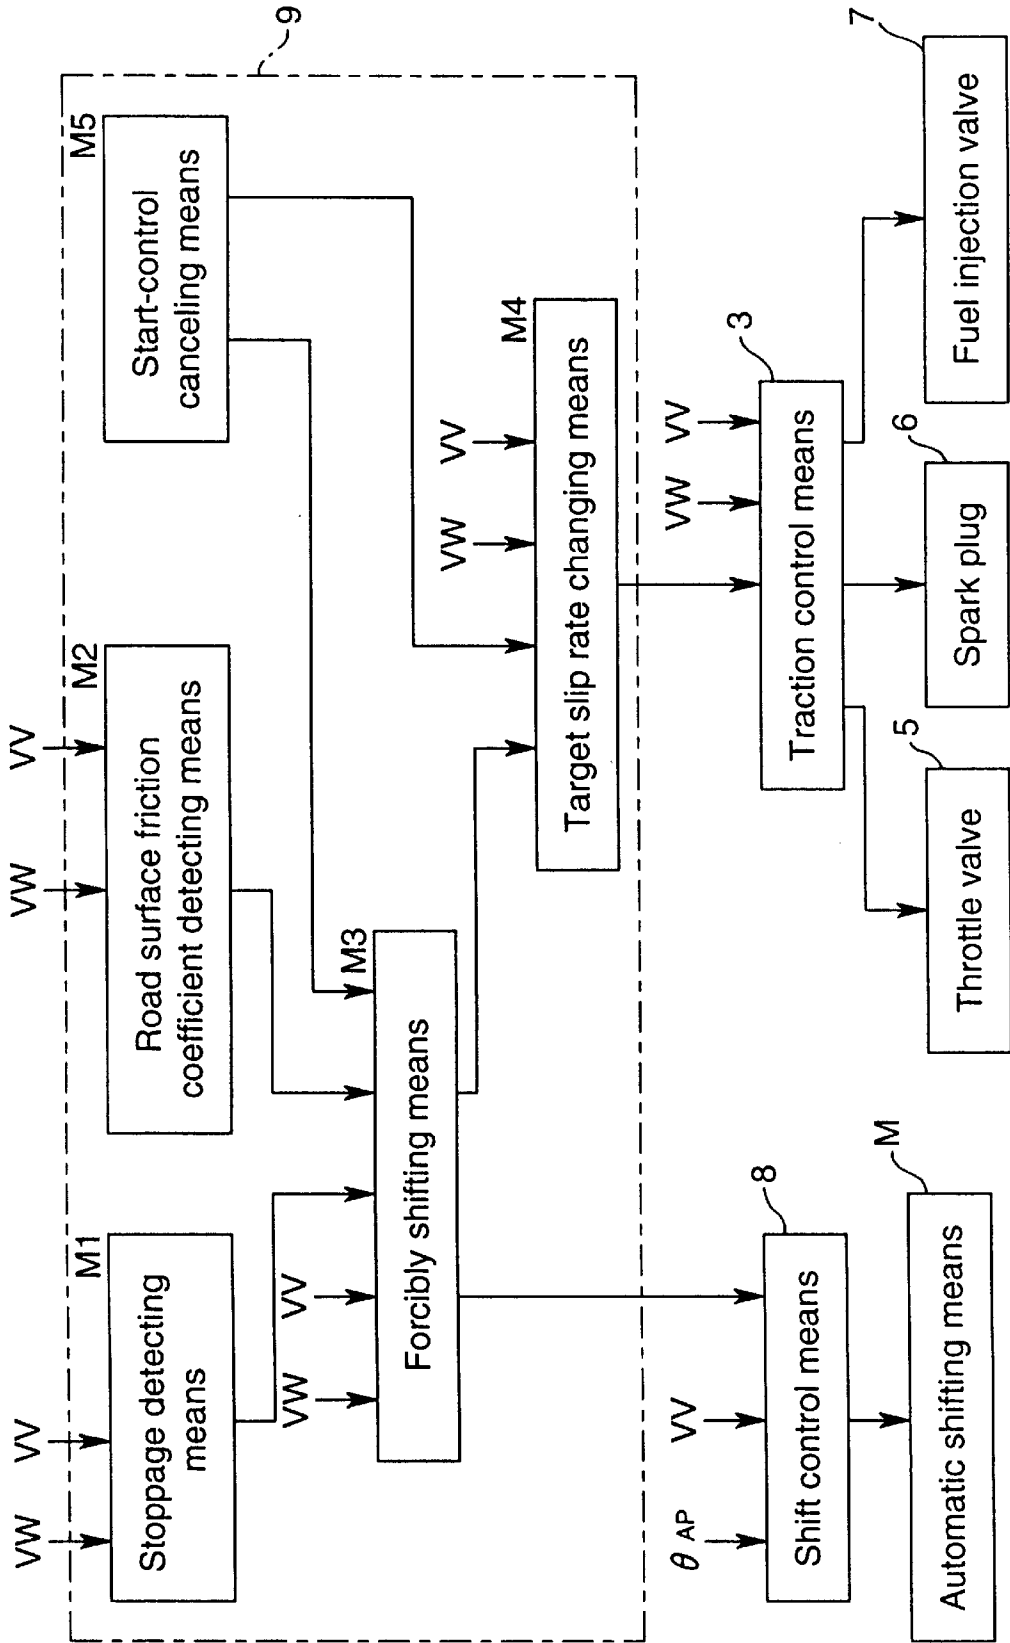 9
VW
VV
VW
VV
M1
M2
M5
Stoppage detecting
means
Road surface friction
coefficient detecting means
Start-control
canceling means
VW
VV
M3
Forcibly shifting means
VW
VV
M4
Target slip rate changing means
θAP
VV
8
Shift control means
VW
VV
3
Traction control means
M
Automatic shifting means
5
Throttle valve
6
Spark plug
7
Fuel injection valve